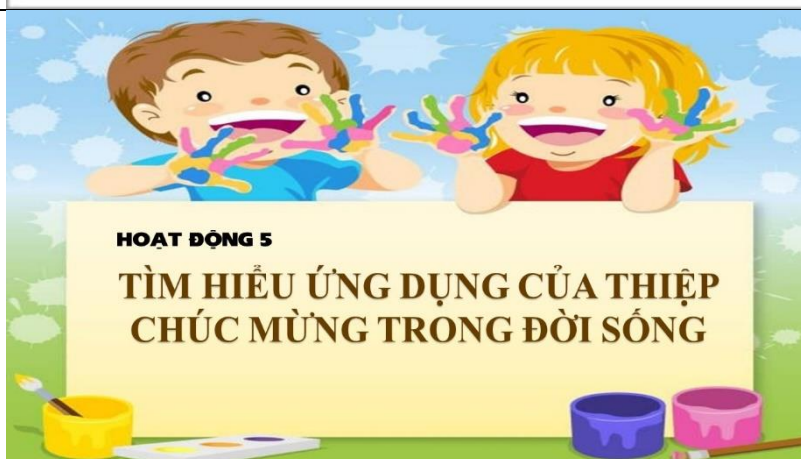 HOẠT ĐỘNG 5
TÌM HIỂU ỨNG DỤNG CỦA THIỆP
CHÚC MỪNG TRONG ĐỜI SỐNG